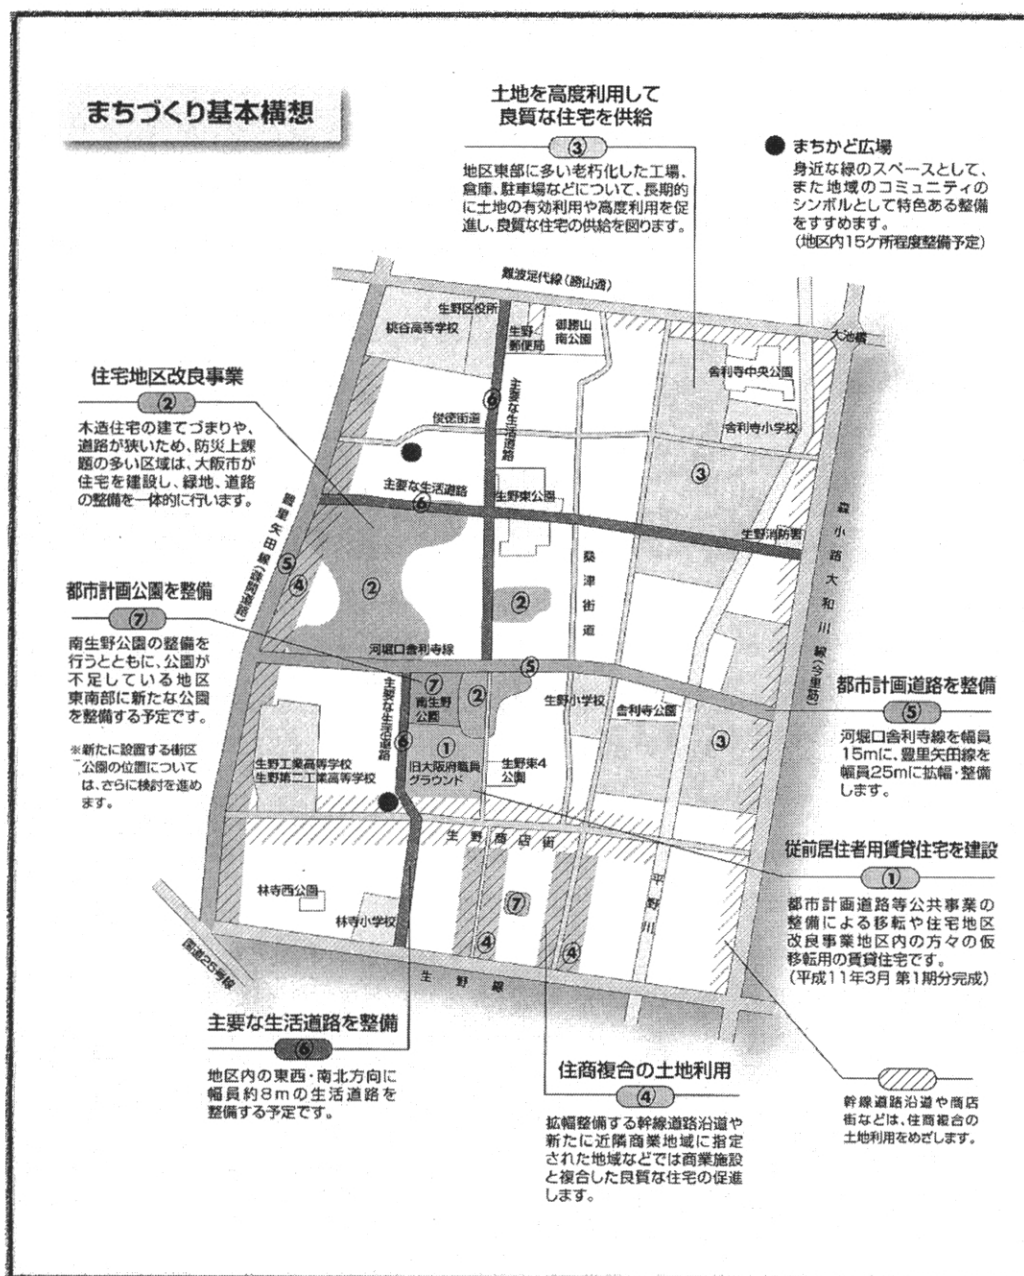 まちづくり基本構想
土地を高度利用して
良質な住宅を供給
③
地区東部に多い老朽化した工場、
倉庫、駐車場などについて、長期的
に土地の有効利用や高度利用を促
進し、良質な住宅の供給を図ります。
まちかど広場
身近な緑のスペースとして、
また地域のコミュニティの
シンボルとして特色ある整備
をすすめます。
(地区内15ケ所程度整備予定)
難波足代線(勝山通)
生野区役所
桃谷高等学校
生野
郵便局
御勝山
南公園
大池橋
舎利寺中央公園
舎利寺小学校
住宅地区改良事業
②
木造住宅の建てづまりや、
道路が狭いため、防災上課
題の多い区域は、大阪市が
住宅を建設し、緑地、道路
の整備を一体的に行います。
⑥
主要な生活道路
俊徳街道
③
主要な生活道路
⑥
生野東公園
生野消防署
豊里矢田線(疎開道路)
⑤
④
②
②
桑津街道
森小路大和川線(今里筋)
都市計画公園を整備
⑦
南生野公園の整備を
行うとともに、公園が
不足している地区
東南部に新たな公園
を整備する予定です。
※新たに設置する街区
公園の位置について
は、さらに検討を進め
ます。
河堀口舎利寺線
⑤
主要な生活道路
⑥
⑦
南生野
公園
②
①
旧大阪府職員
グラウンド
生野小学校
舎利寺公園
③
生野東4
公園
生野工業高等学校
生野第二工業高等学校
都市計画道路を整備
⑤
河堀口舎利寺線を幅員
15mに、豊里矢田線を
幅員25mに拡幅・整備
します。
生野商店街
林寺西公園
林寺小学校
⑦
④
④
平野川
国道25号線
生野線
従前居住者用賃貸住宅を建設
①
都市計画道路等公共事業の
整備による移転や住宅地区
改良事業地区内の方々の仮
移転用の賃貸住宅です。
(平成11年3月 第1期分完成)
主要な生活道路を整備
⑥
地区内の東西・南北方向に
幅員約8mの生活道路を
整備する予定です。
住商複合の土地利用
④
拡幅整備する幹線道路沿道や
新たに近隣商業地域に指定
された地域などでは商業施設
と複合した良質な住宅の促進
します。
幹線道路沿道や商店
街などは、住商複合の
土地利用をめざします。